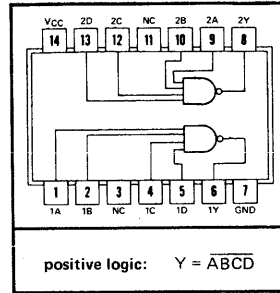 VCC 2D 2C NC 2B 2A 2Y
14 13 12 11 10 9 8
1 2 3 4 5 6 7
1A 1B NC 1C 1D 1Y GND
positive logic: Y = A̅B̅C̅D̅